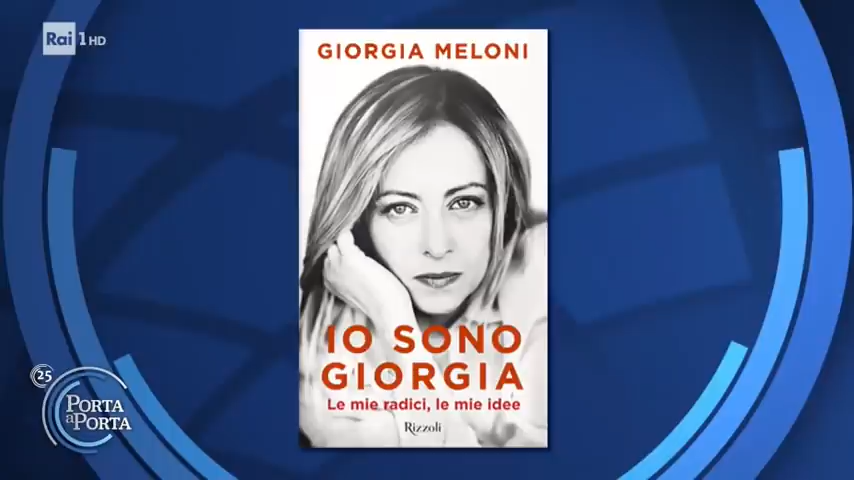 Rai 1 HD
GIORGIA MELONI
IO SONO
GIORGIA
Le mie radici, le mie idee
Rizzoli
25
PORTA
a PORTA